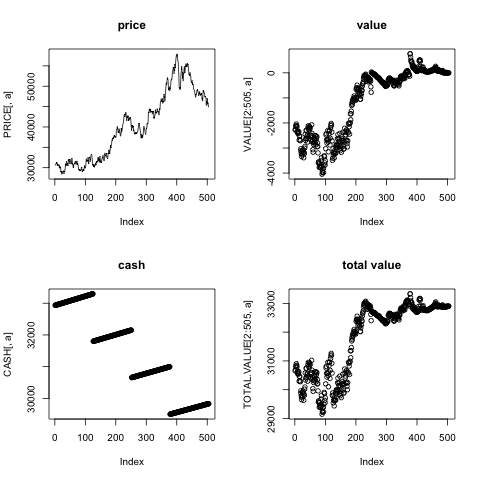 price
PRICE[, a]
30000 40000 50000
0 100 200 300 400 500
Index
value
VALUE[2:505, a]
-4000 -2000 0
0 100 200 300 400 500
Index
cash
CASH[, a]
30000 32000
0 100 200 300 400 500
Index
total value
TOTAL.VALUE[2:505, a]
29000 31000 33000
0 100 200 300 400 500
Index